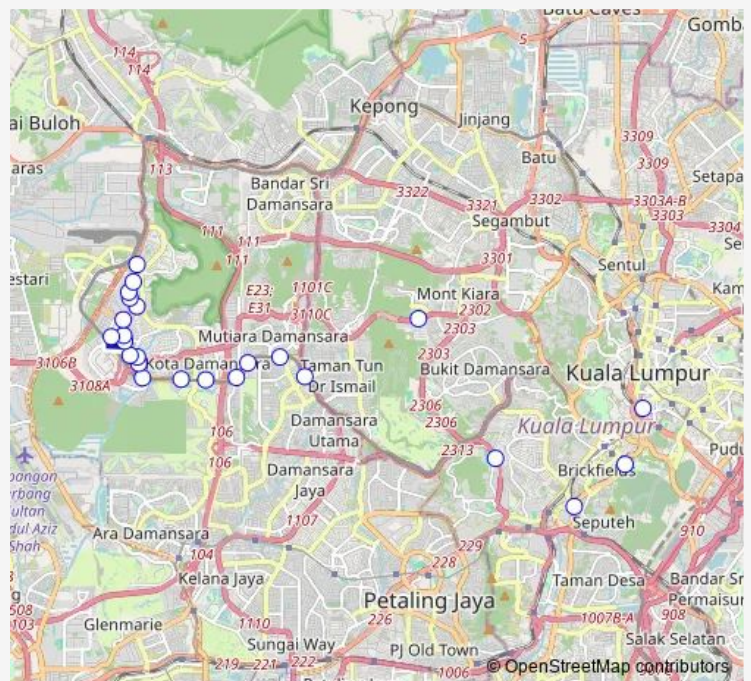 Batu Caves
Gomb
114
114
5
Kepong
Jinjang
ai Buloh
3309
Batu
3309
aras
113
Setapa
Bandar Sri
Damansara
3322
3321
3302
3303A-B
3303
Segambut
3304
111
111
111
Se
3301
Sentul
estari
E23;
E31
1101C
Kam
Mont Kiara
3110C
2302
2303
Mutiara Damansara
3106B
Kota Damansara
Taman Tun
Dr Ismail
2303
Bukit Damansara
Kuala Lumpur
3108A
2306
2306
Damansara
Utama
Kuala Lumpur
106
106
2313
Pudu
Damansara
Jaya
Brickfields
Seputeh
1107
Ara Damansara
910
104
229
228
Kelana Jaya
Taman Desa
Bandar Sr
Permaisur
Petaling Jaya
508
103
Glenmarie
1110
226
1007B-A
908
Salak Selatan
Sungai Way
PJ Old Town
219
221
222
1006
© OpenStreetMap contributors